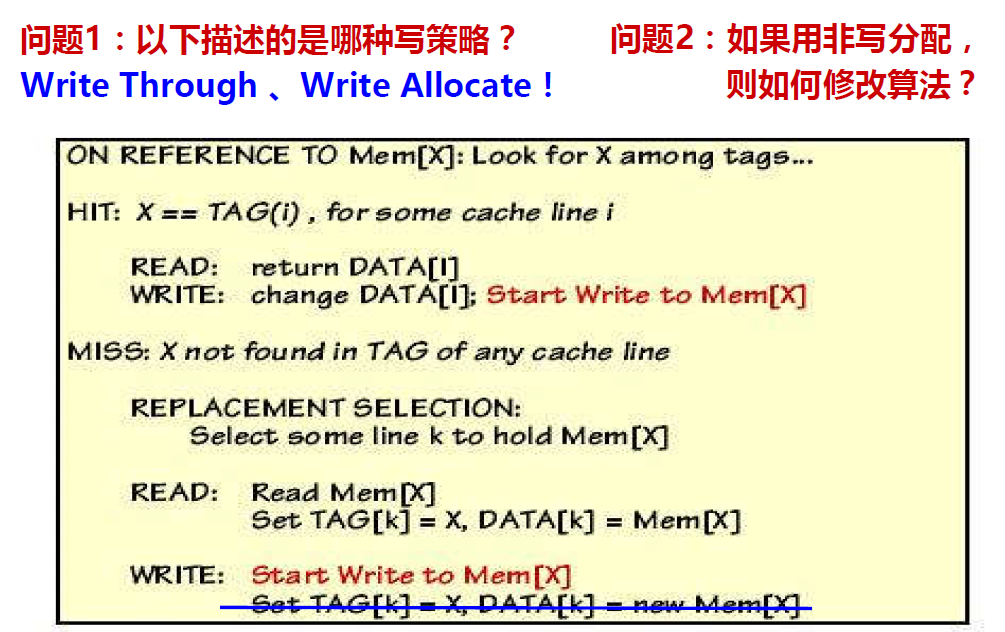 问题1：以下描述的是哪种写策略？
Write Through 、Write Allocate！
问题2：如果用非写分配，
则如何修改算法？
ON REFERENCE TO Mem[X]: Look for X among tags...
HIT: X == TAG(i) , for some cache line i
READ: return DATA[I]
WRITE: change DATA[I]; Start Write to Mem[X]
MISS: X not found in TAG of any cache line
REPLACEMENT SELECTION:
Select some line k to hold Mem[X]
READ: Read Mem[X]
Set TAG[k] = X, DATA[k] = Mem[X]
WRITE: Start Write to Mem[X]
Set TAG[k] = X, DATA[k] = new Mem[X]